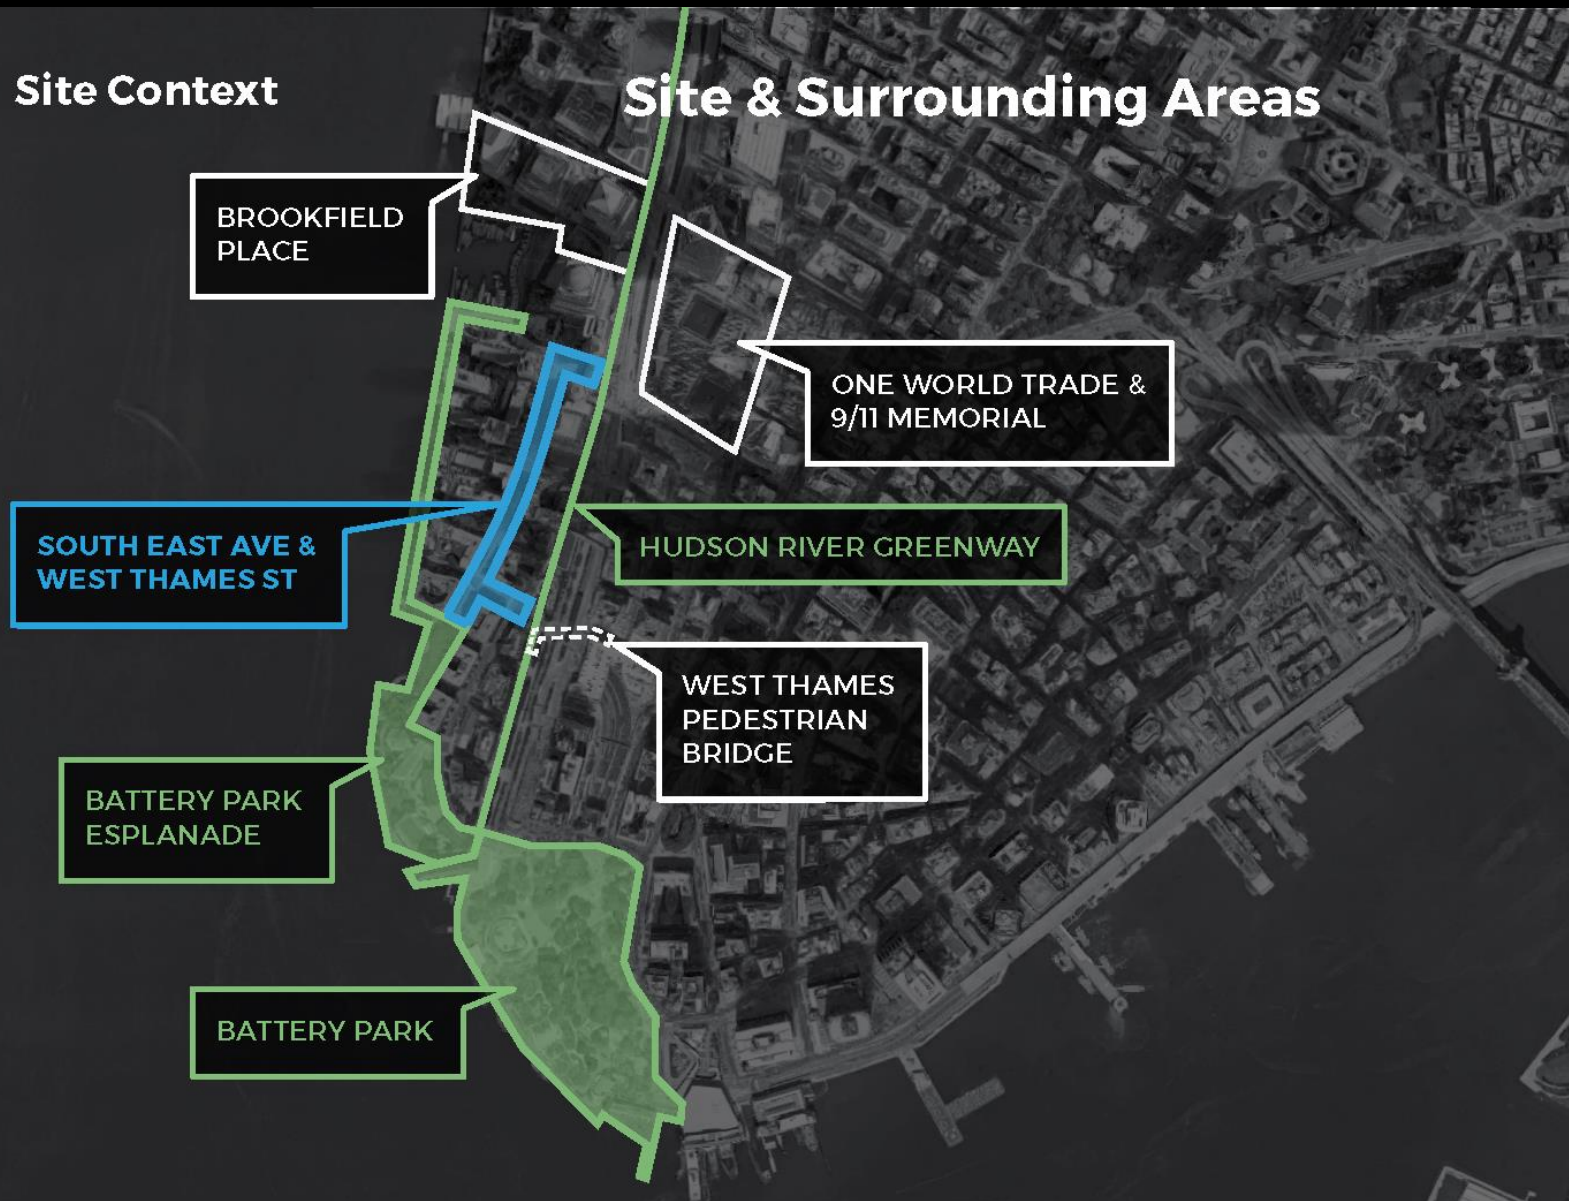 Site Context
Site & Surrounding Areas
BROOKFIELD
PLACE
ONE WORLD TRADE &
9/11 MEMORIAL
SOUTH EAST AVE &
WEST THAMES ST
HUDSON RIVER GREENWAY
WEST THAMES
PEDESTRIAN
BRIDGE
BATTERY PARK
ESPLANADE
BATTERY PARK